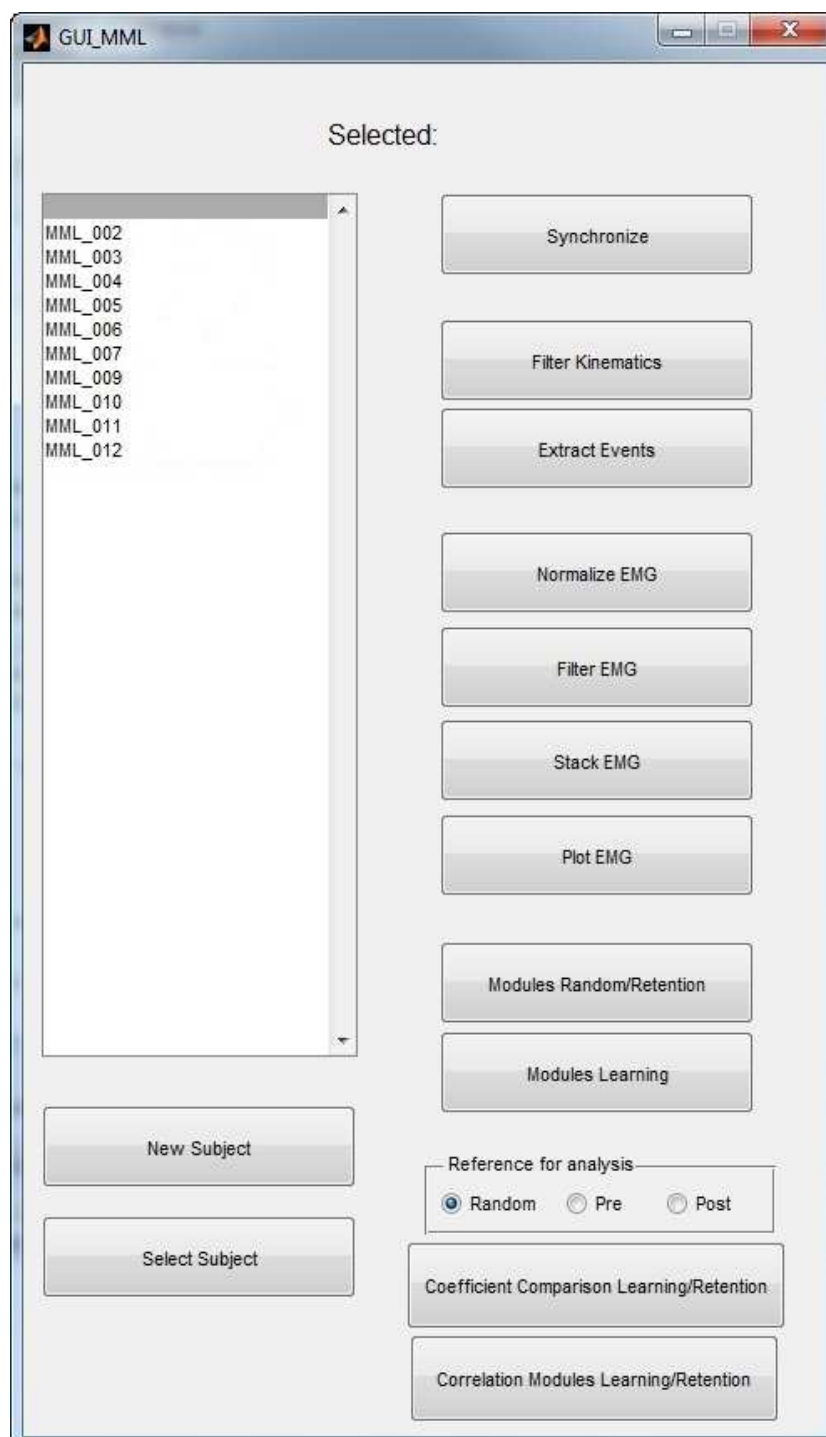 GUI_MML
Selected:
MML_002
MML_003
MML_004
MML_005
MML_006
MML_007
MML_009
MML_010
MML_011
MML_012
New Subject
Select Subject
Synchronize
Filter Kinematics
Extract Events
Normalize EMG
Filter EMG
Stack EMG
Plot EMG
Modules Random/Retention
Modules Learning
Reference for analysis
Random Pre Post
Coefficient Comparison Learning/Retention
Correlation Modules Learning/Retention